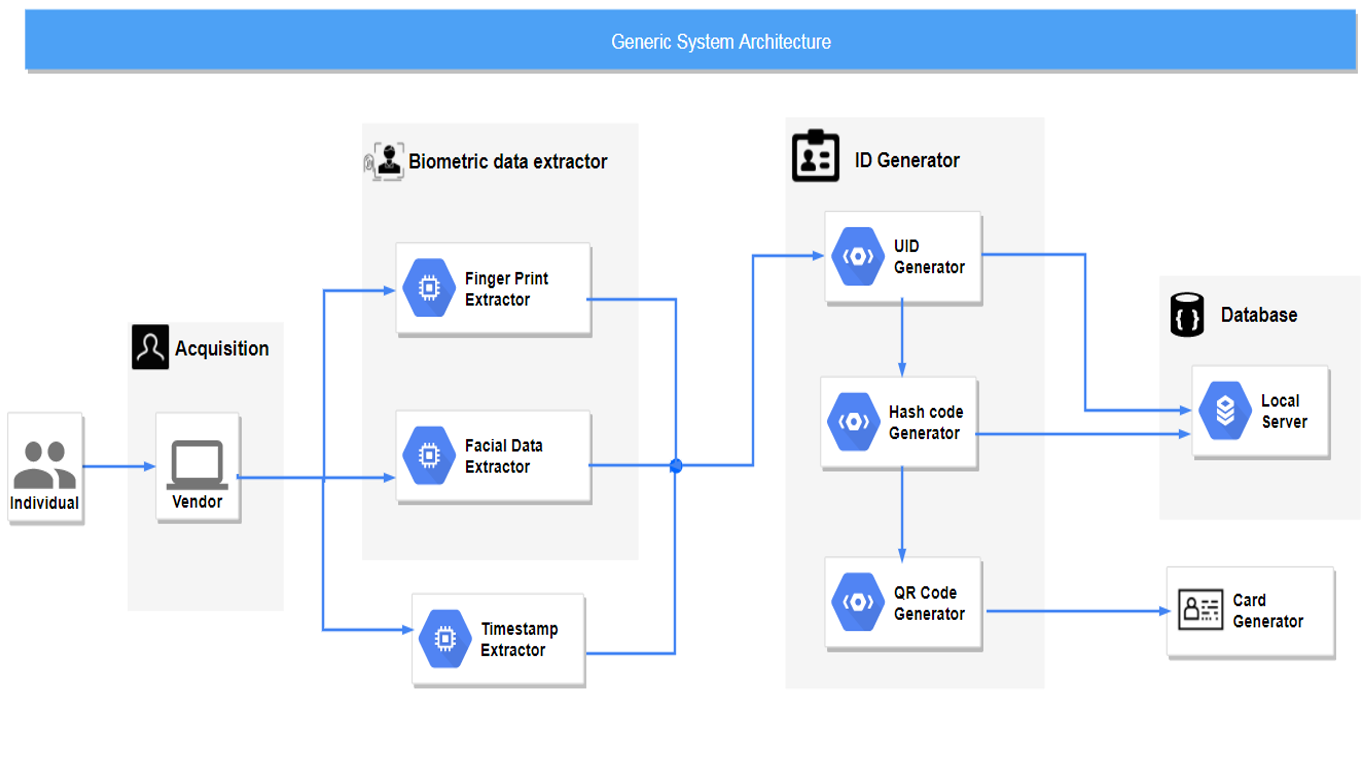 Generic System Architecture
Biometric data extractor
ID Generator
Finger Print
Extractor
UID
Generator
Acquisition
Database
Individual
Vendor
Facial Data
Extractor
Hash code
Generator
Local
Server
Timestamp
Extractor
QR Code
Generator
Card
Generator